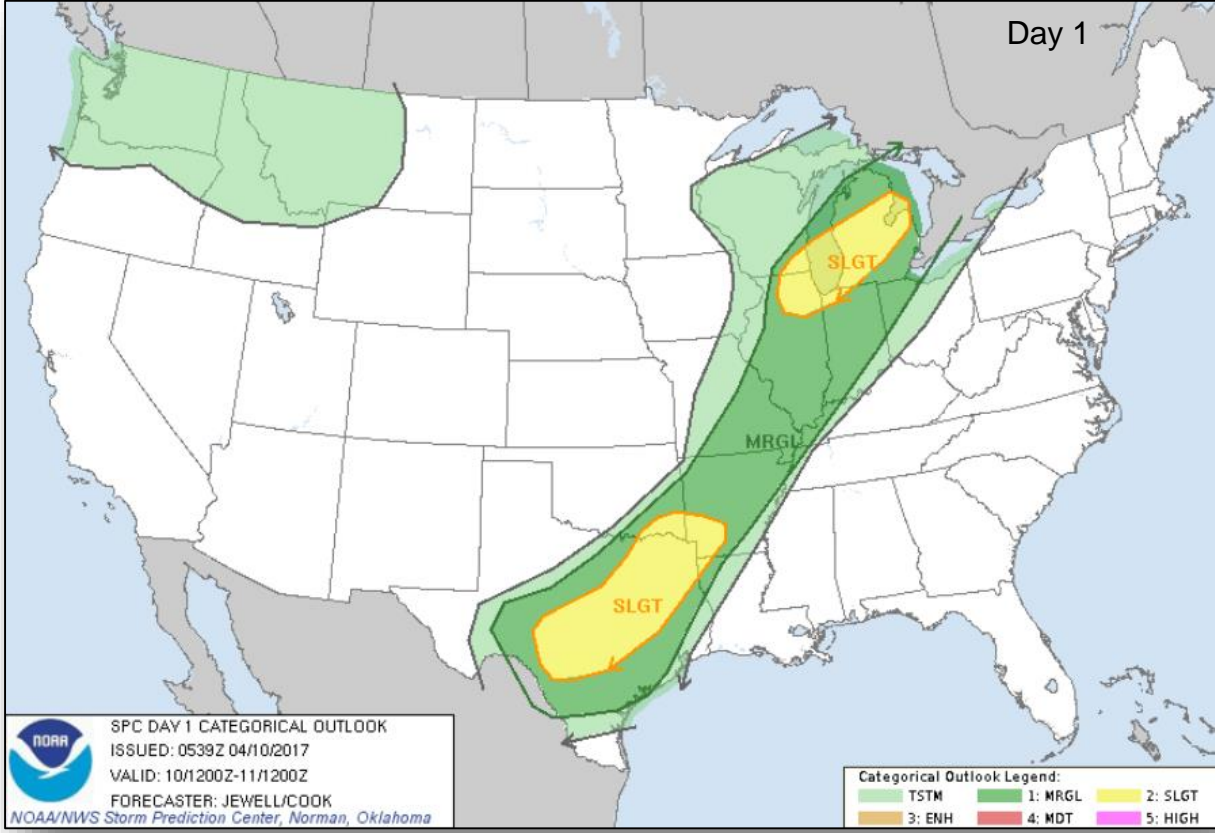 Day 1
SLGT
MRGL
SLGT
NOAA
SPC DAY 1 CATEGORICAL OUTLOOK
ISSUED: 0539Z 04/10/2017
VALID: 10/1200Z-11/1200Z
FORECASTER: JEWELL/COOK
NOAA/NWS Storm Prediction Center, Norman, Oklahoma
Categorical Outlook Legend:
TSTM 1: MRGL 2: SLGT
3: ENH 4: MDT 5: HIGH